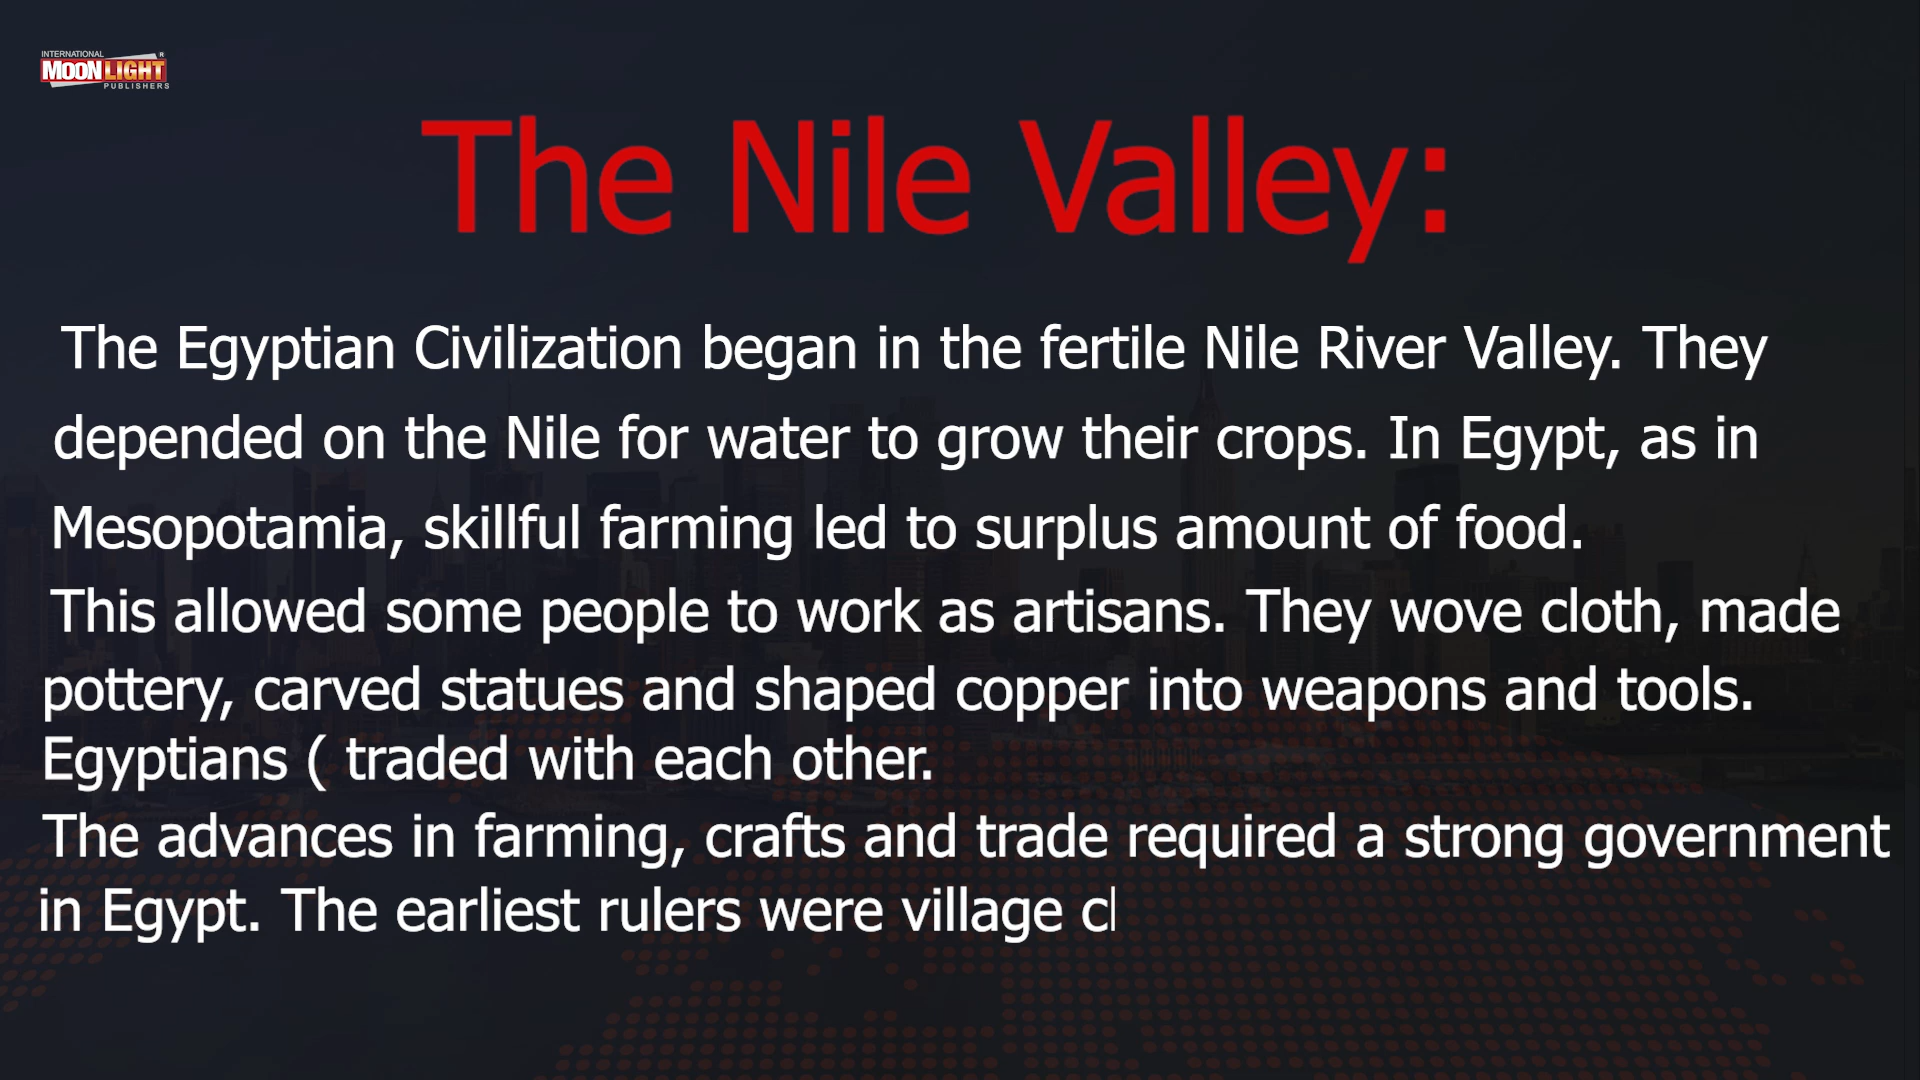 INTERNATIONAL
MOON LIGHT ®
PUBLISHERS
The Nile Valley:
The Egyptian Civilization began in the fertile Nile River Valley. They
depended on the Nile for water to grow their crops. In Egypt, as in
Mesopotamia, skillful farming led to surplus amount of food.
This allowed some people to work as artisans. They wove cloth, made
pottery, carved statues and shaped copper into weapons and tools.
Egyptians ( traded with each other.
The advances in farming, crafts and trade required a strong government
in Egypt. The earliest rulers were village